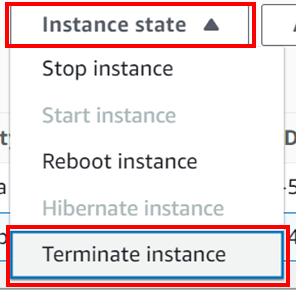 Instance state ▲
Stop instance
Start instance
Reboot instance
Hibernate instance
Terminate instance